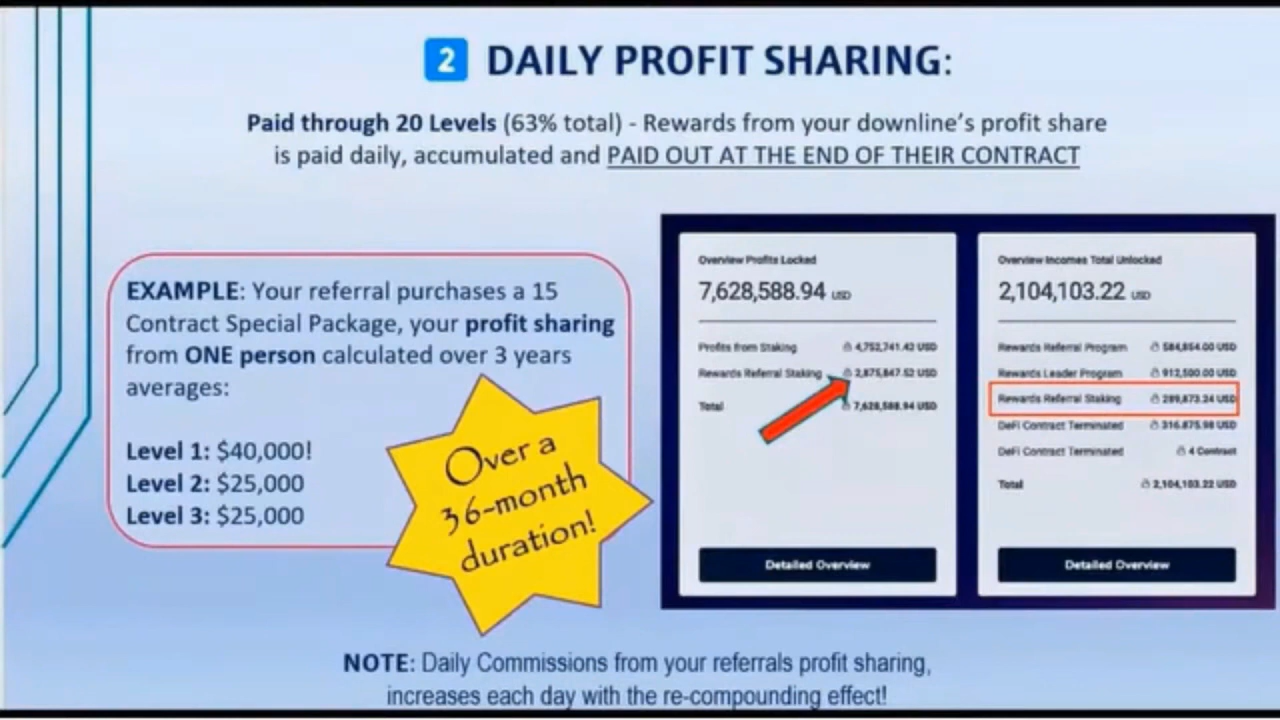 2 DAILY PROFIT SHARING:
Paid through 20 Levels (63% total) - Rewards from your downline's profit share
is paid daily, accumulated and PAID OUT AT THE END OF THEIR CONTRACT
EXAMPLE: Your referral purchases a 15
Contract Special Package, your profit sharing
from ONE person calculated over 3 years
averages:
Level 1: $40,000!
Level 2: $25,000
Level 3: $25,000
Over a
36-month
duration!
Overview Profits Locked
7,628,588.94 USD
Profits from Staking 4,752,741.42 USD
Rewards Referral Staking 2,875,847.52 USD
Total 7,628,588.94 USD
Detailed Overview
Overview Incomes Total Unlocked
2,104,103.22 USD
Rewards Referral Program 584,854.00 USD
Rewards Leader Program 912,500.00 USD
Rewards Referral Staking 289,873.24 USD
DeFi Contract Terminated 316.875.98 USD
DeFi Contract Terminated 4 Contract
Total 2,104,103.22 USD
Detailed Overview
NOTE: Daily Commissions from your referrals profit sharing,
increases each day with the re-compounding effect!